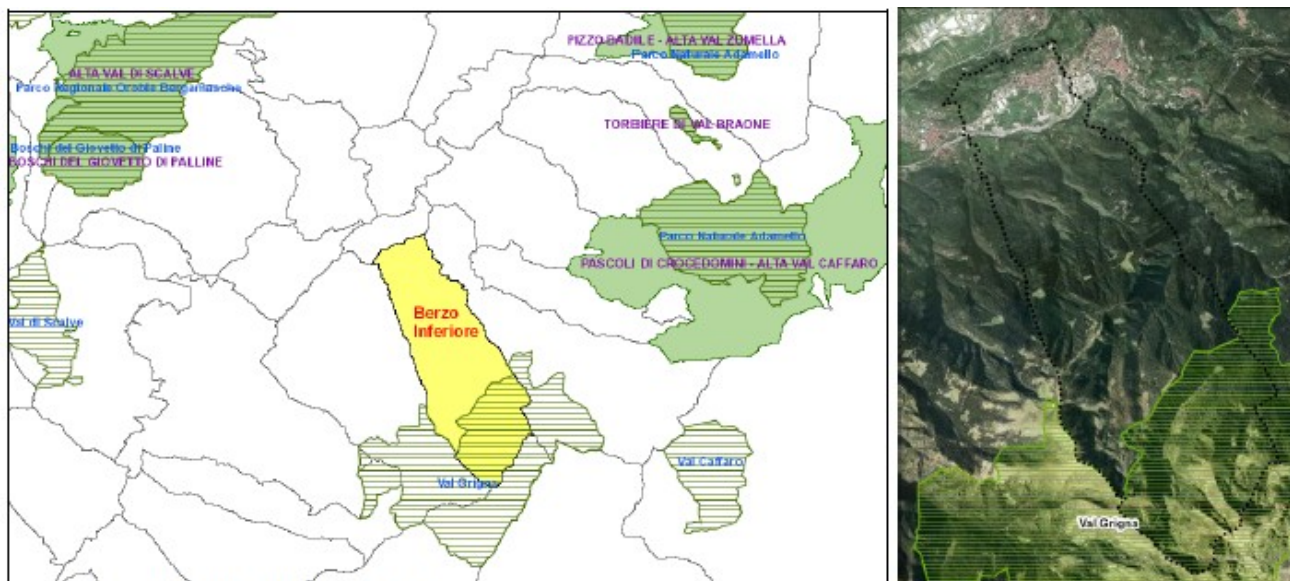 PIZZO BADILE - ALTA VAL ZUMELLA
Parco Naturale Adamello
ALTA VAL DI SCALVE
Parco Regionale Orobie Bergamasche
TORBIERE DI VAL BRAONE
Boschi del Giovetto di Paline
BOSCHI DEL GIOVETTO DI PALLINE
Parco Naturale Adamello
PASCOLI DI CROCEDOMINI - ALTA VAL CAFFARO
Berzo
Inferiore
Val di Scalve
Val Caffaro
Val Grigna
Val Grigna